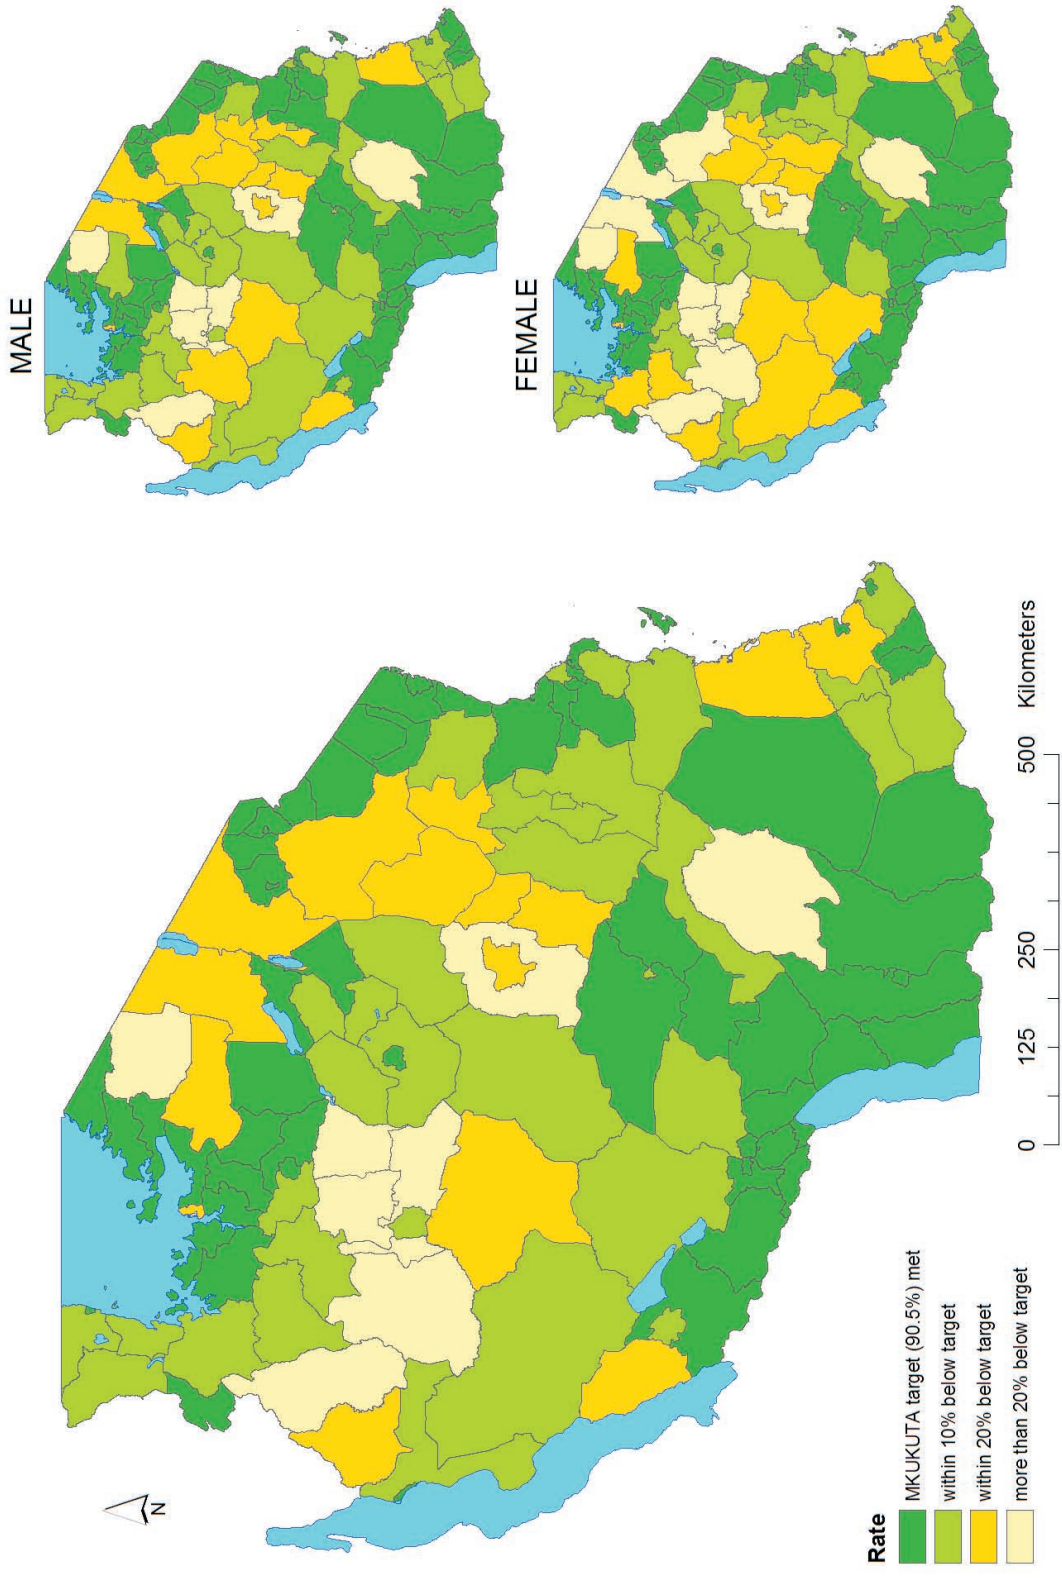 MALE
FEMALE
N
Rate
MKUKUTA target (90.5%) met
within 10% below target
within 20% below target
more than 20% below target
0 125 250 500 Kilometers